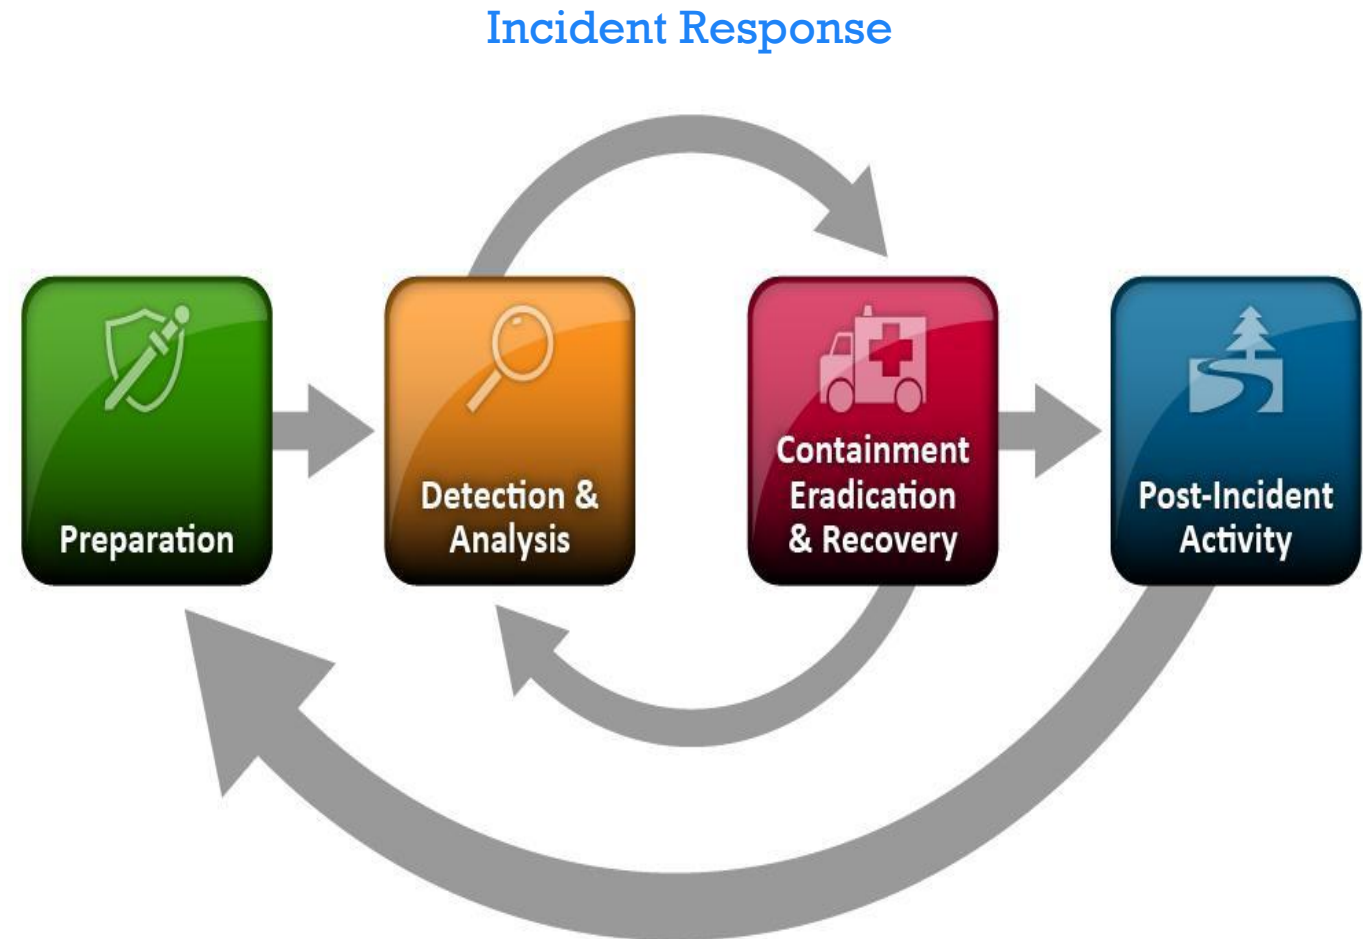 Incident Response
Preparation
Detection &
Analysis
Containment
Eradication
& Recovery
Post-Incident
Activity